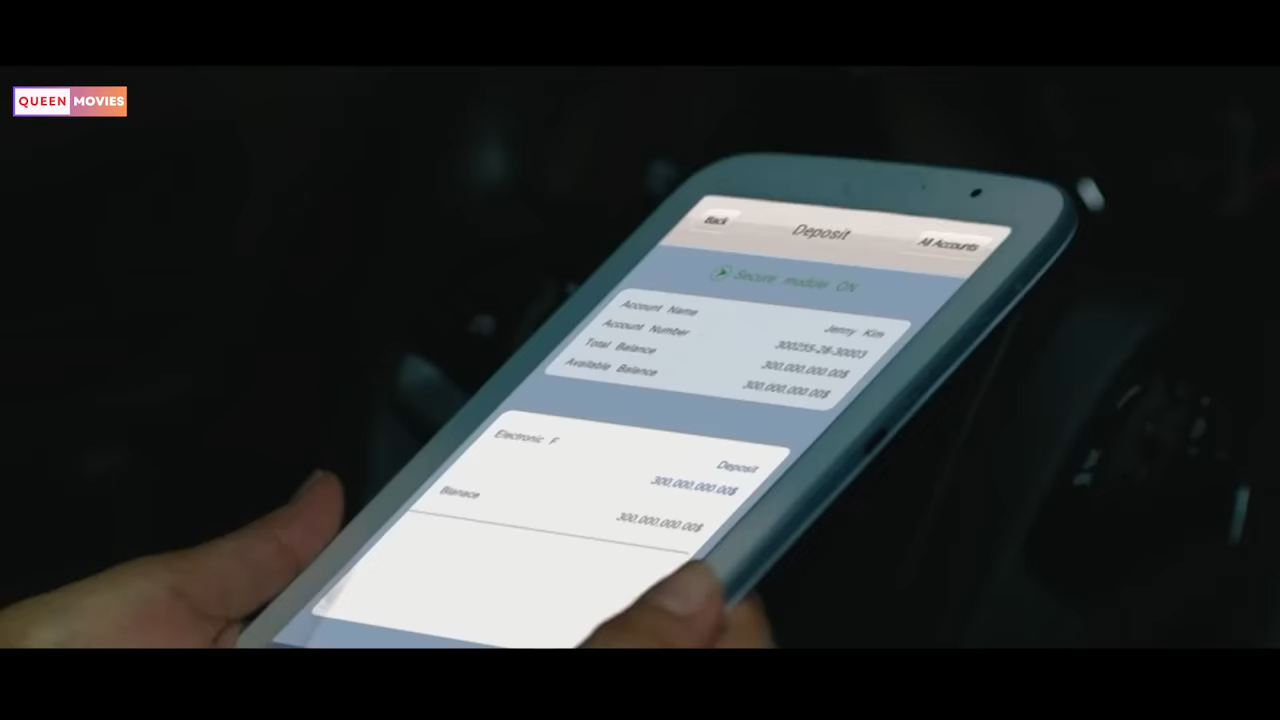 QUEEN MOVIES
Back Deposit All Accounts
Secure module ON
Account Name Jenny Kim
Account Number 300255-26-30003
Total Balance 300,000,000.00$
Available Balance 300,000,000.00$
Electronic F Deposit
300,000,000.00$
Blanace
300,000,000.00$